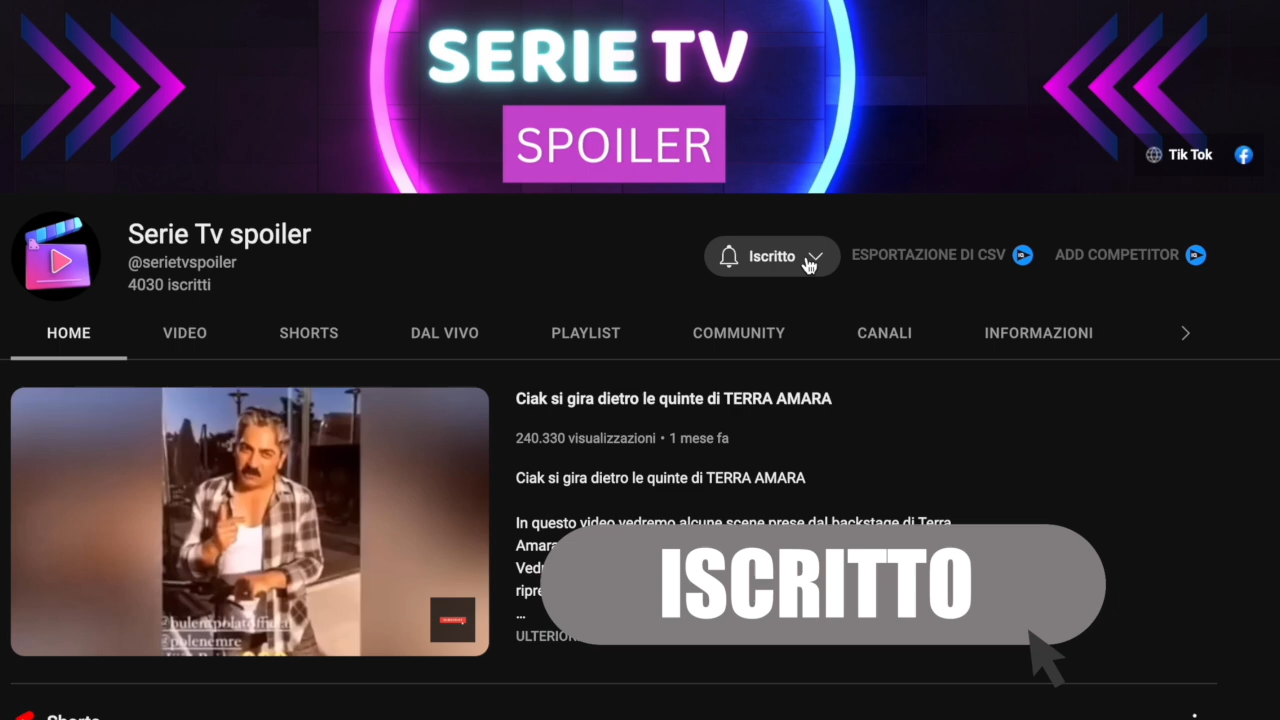 SERIE TV
SPOILER
Tik Tok
Serie Tv spoiler
@serietvspoiler
4030 iscritti
Iscritto
ESPORTAZIONE DI CSV
ADD COMPETITOR
HOME
VIDEO
SHORTS
DAL VIVO
PLAYLIST
COMMUNITY
CANALI
INFORMAZIONI
Ciak si gira dietro le quinte di TERRA AMARA
240.330 visualizzazioni • 1 mese fa
Ciak si gira dietro le quinte di TERRA AMARA
In questo video vedremo alcune scene prese dal backstage di Terra
...
ISCRITTO
polenemre
Shorts